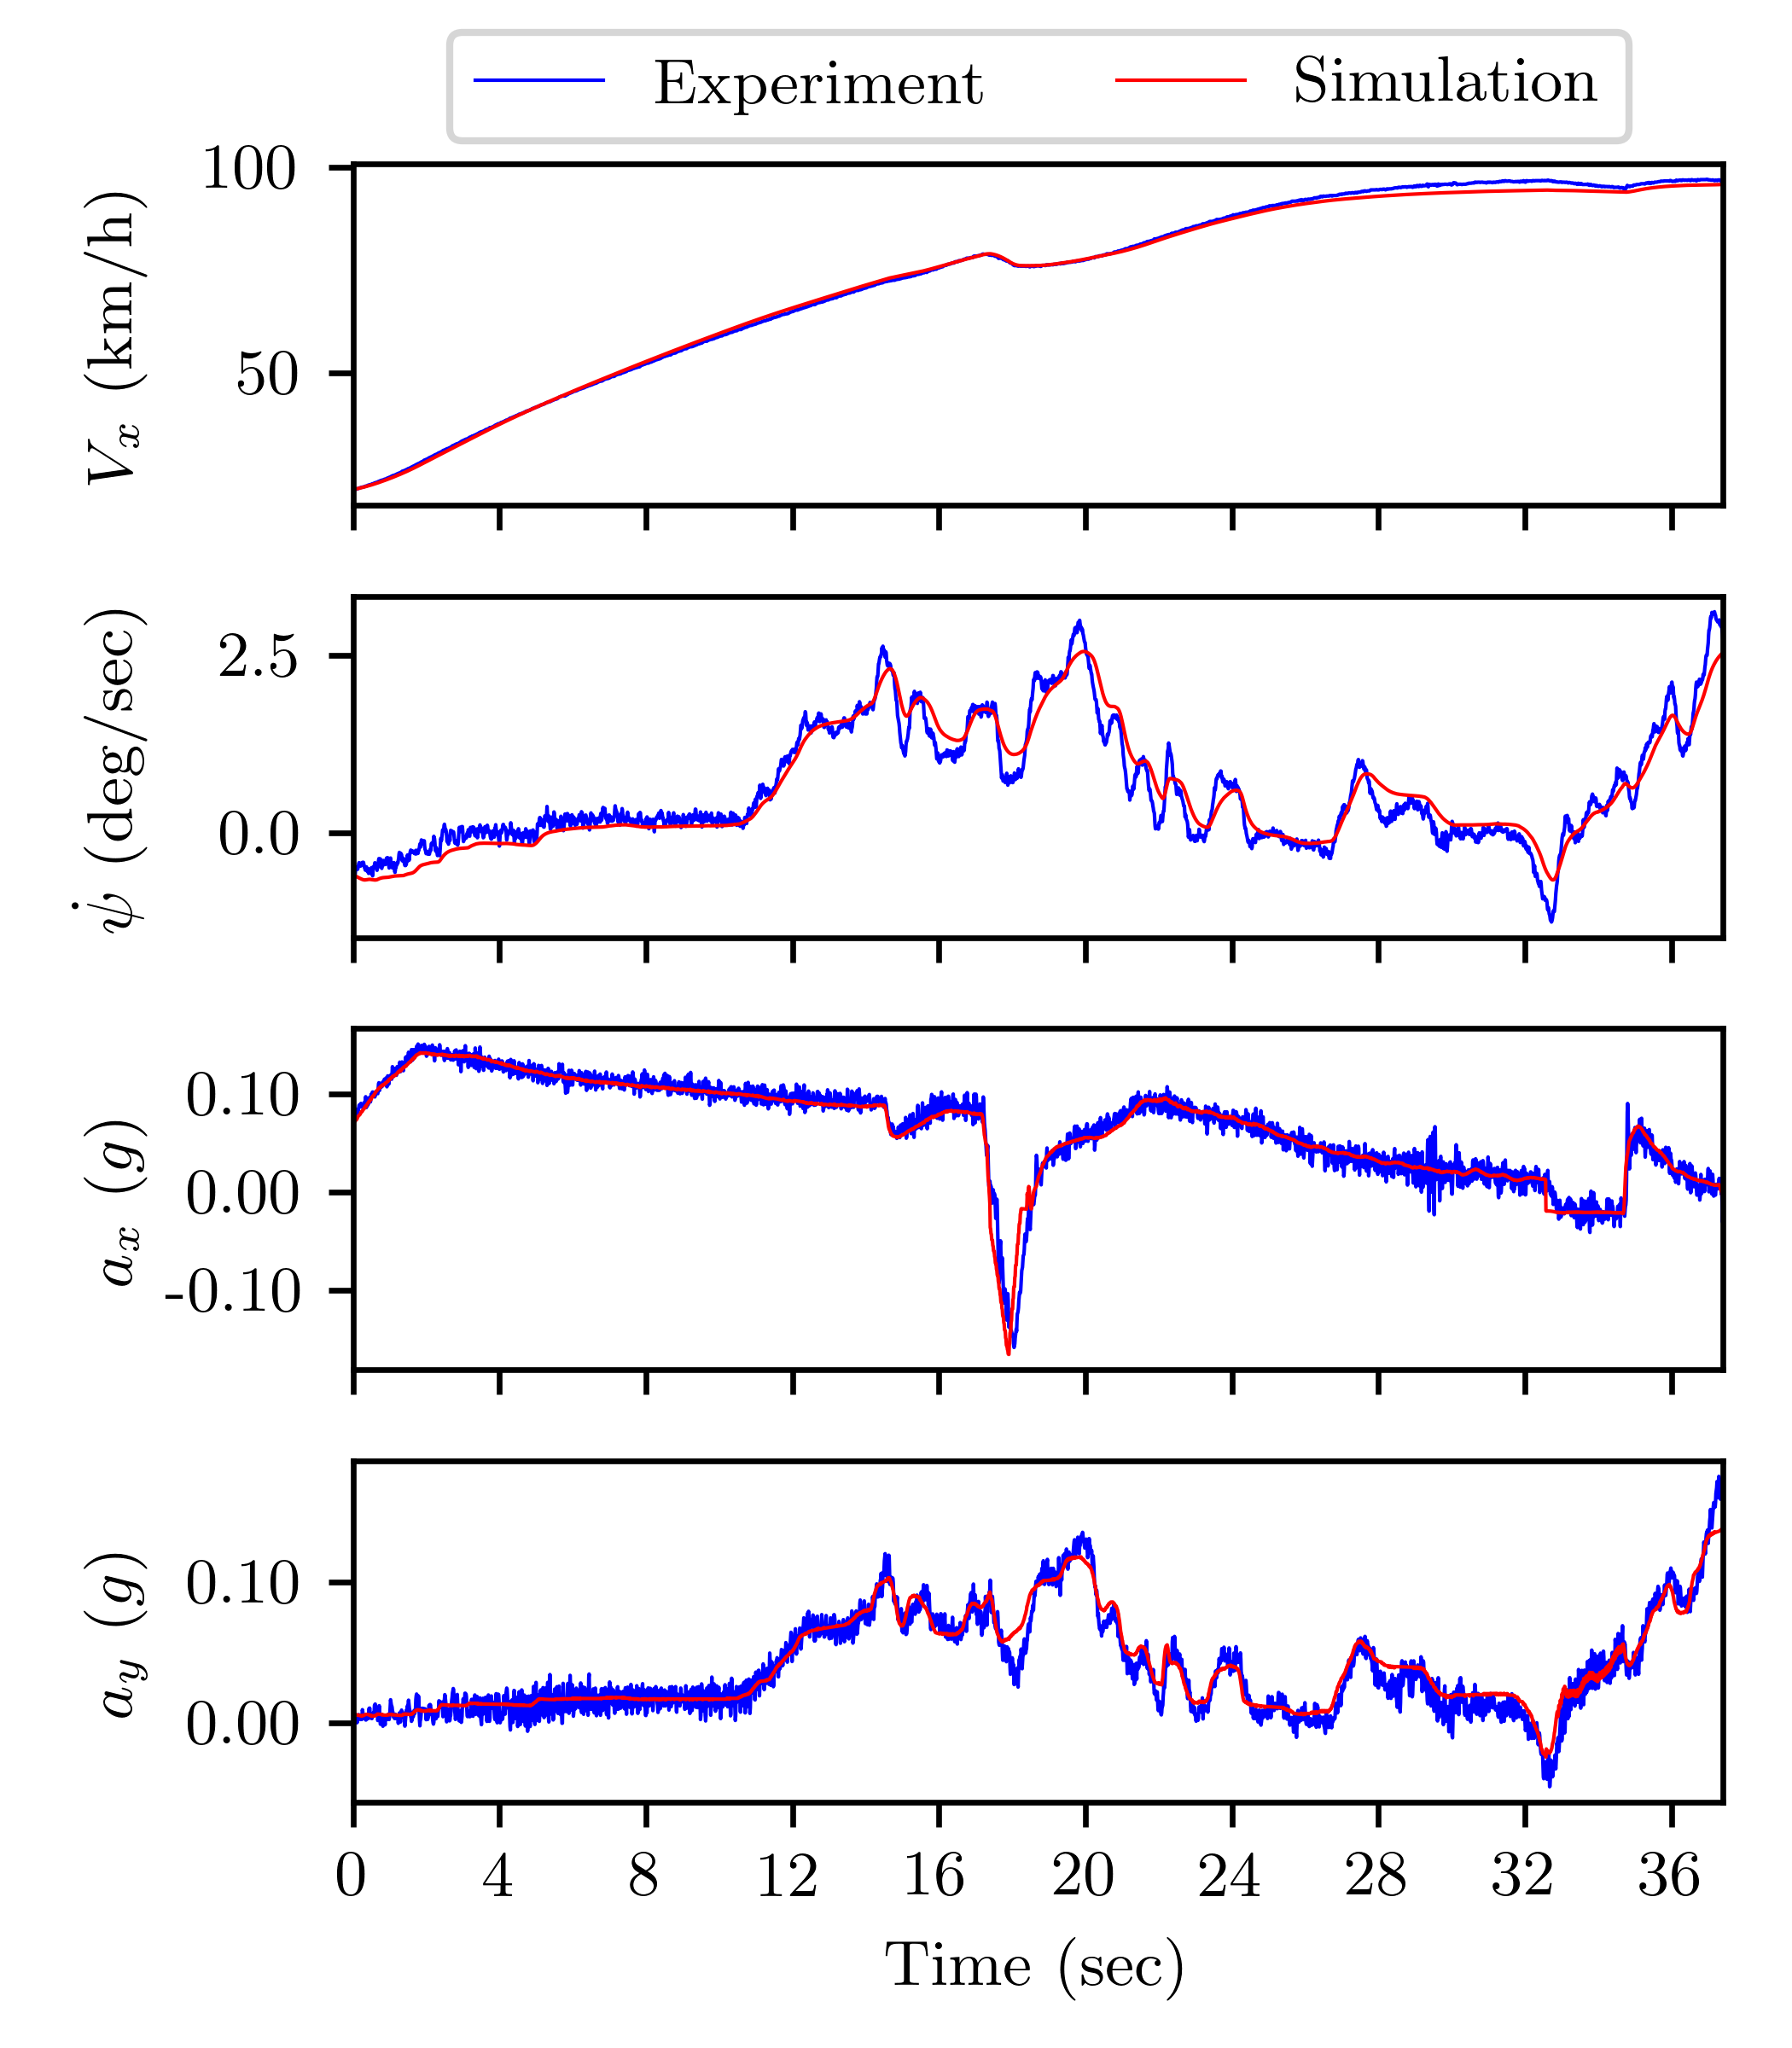 Experiment Simulation
100
50
V_x (km/h)
2.5
0.0
ψ̇ (deg/sec)
0.10
0.00
-0.10
a_x (g)
0.10
0.00
a_y (g)
0 4 8 12 16 20 24 28 32 36
Time (sec)